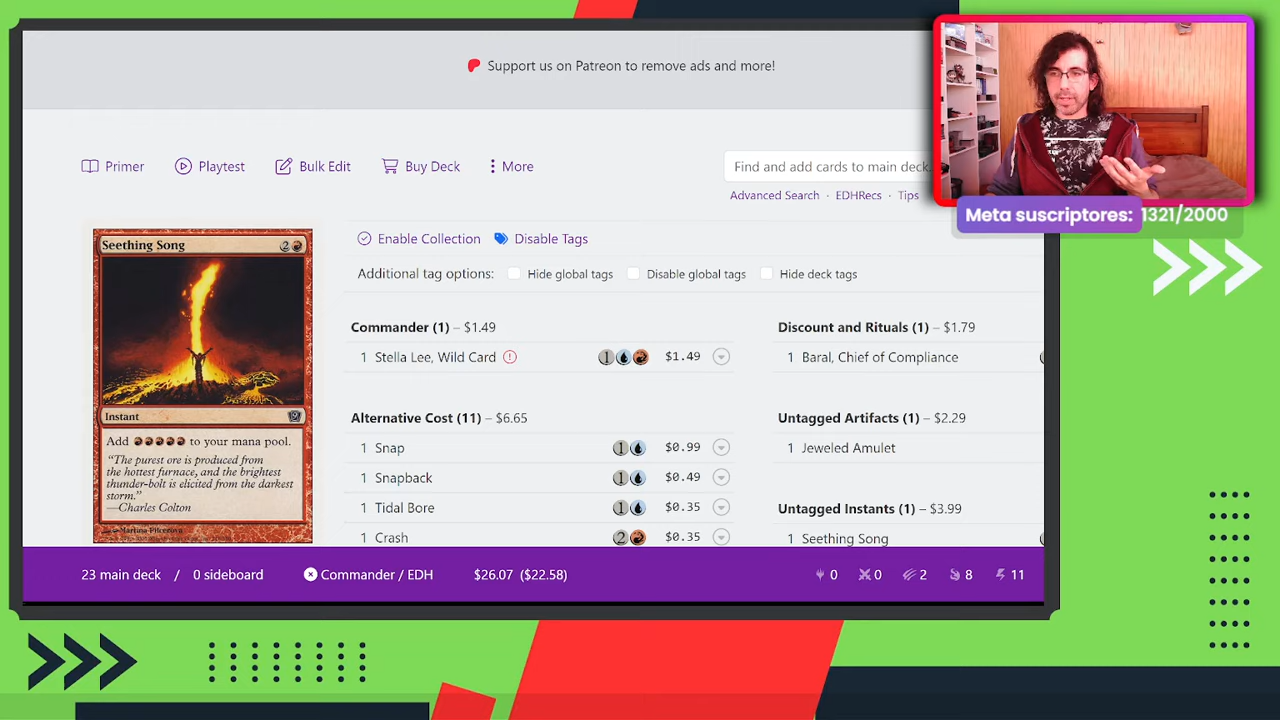 Support us on Patreon to remove ads and more!
Primer
Playtest
Bulk Edit
Buy Deck
More
Find and add cards to main deck.
Advanced Search · EDHRecs · Tips
Meta suscriptores: 1321/2000
Seething Song 2
Instant
Add to your mana pool.
"The purest ore is produced from
the hottest furnace, and the brightest
thunder-bolt is elicited from the darkest
storm."
—Charles Colton
Enable Collection
Disable Tags
Additional tag options:
Hide global tags
Disable global tags
Hide deck tags
Commander (1) – $1.49
1 Stella Lee, Wild Card 1 $1.49
Alternative Cost (11) – $6.65
1 Snap 1 $0.99
1 Snapback 1 $0.49
1 Tidal Bore 1 $0.35
1 Crash 2 $0.35
Discount and Rituals (1) – $1.79
1 Baral, Chief of Compliance
Untagged Artifacts (1) – $2.29
1 Jeweled Amulet
Untagged Instants (1) – $3.99
1 Seething Song
23 main deck / 0 sideboard
Commander / EDH
$26.07 ($22.58)
0 0 2 8 11